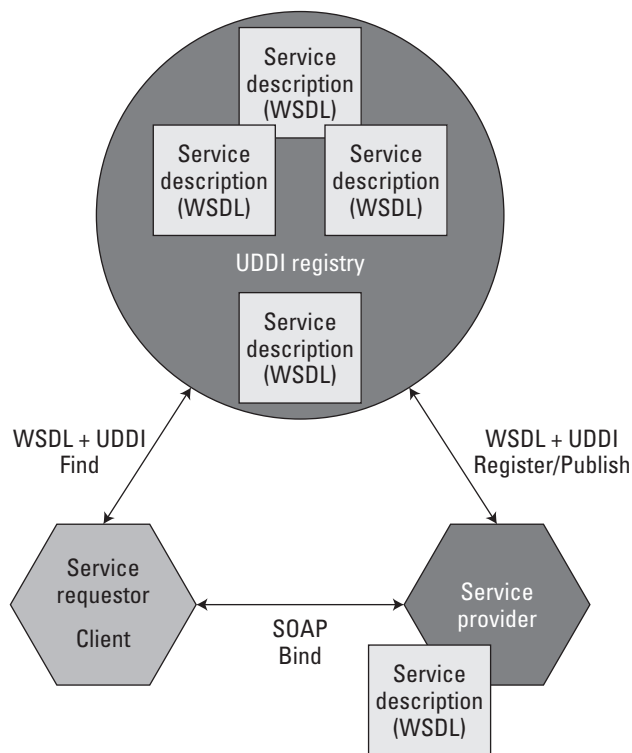 Service
description
(WSDL)
Service
description
(WSDL)
Service
description
(WSDL)
UDDI registry
Service
description
(WSDL)
WSDL + UDDI
Find
WSDL + UDDI
Register/Publish
Service
requestor
Client
SOAP
Bind
Service
provider
Service
description
(WSDL)